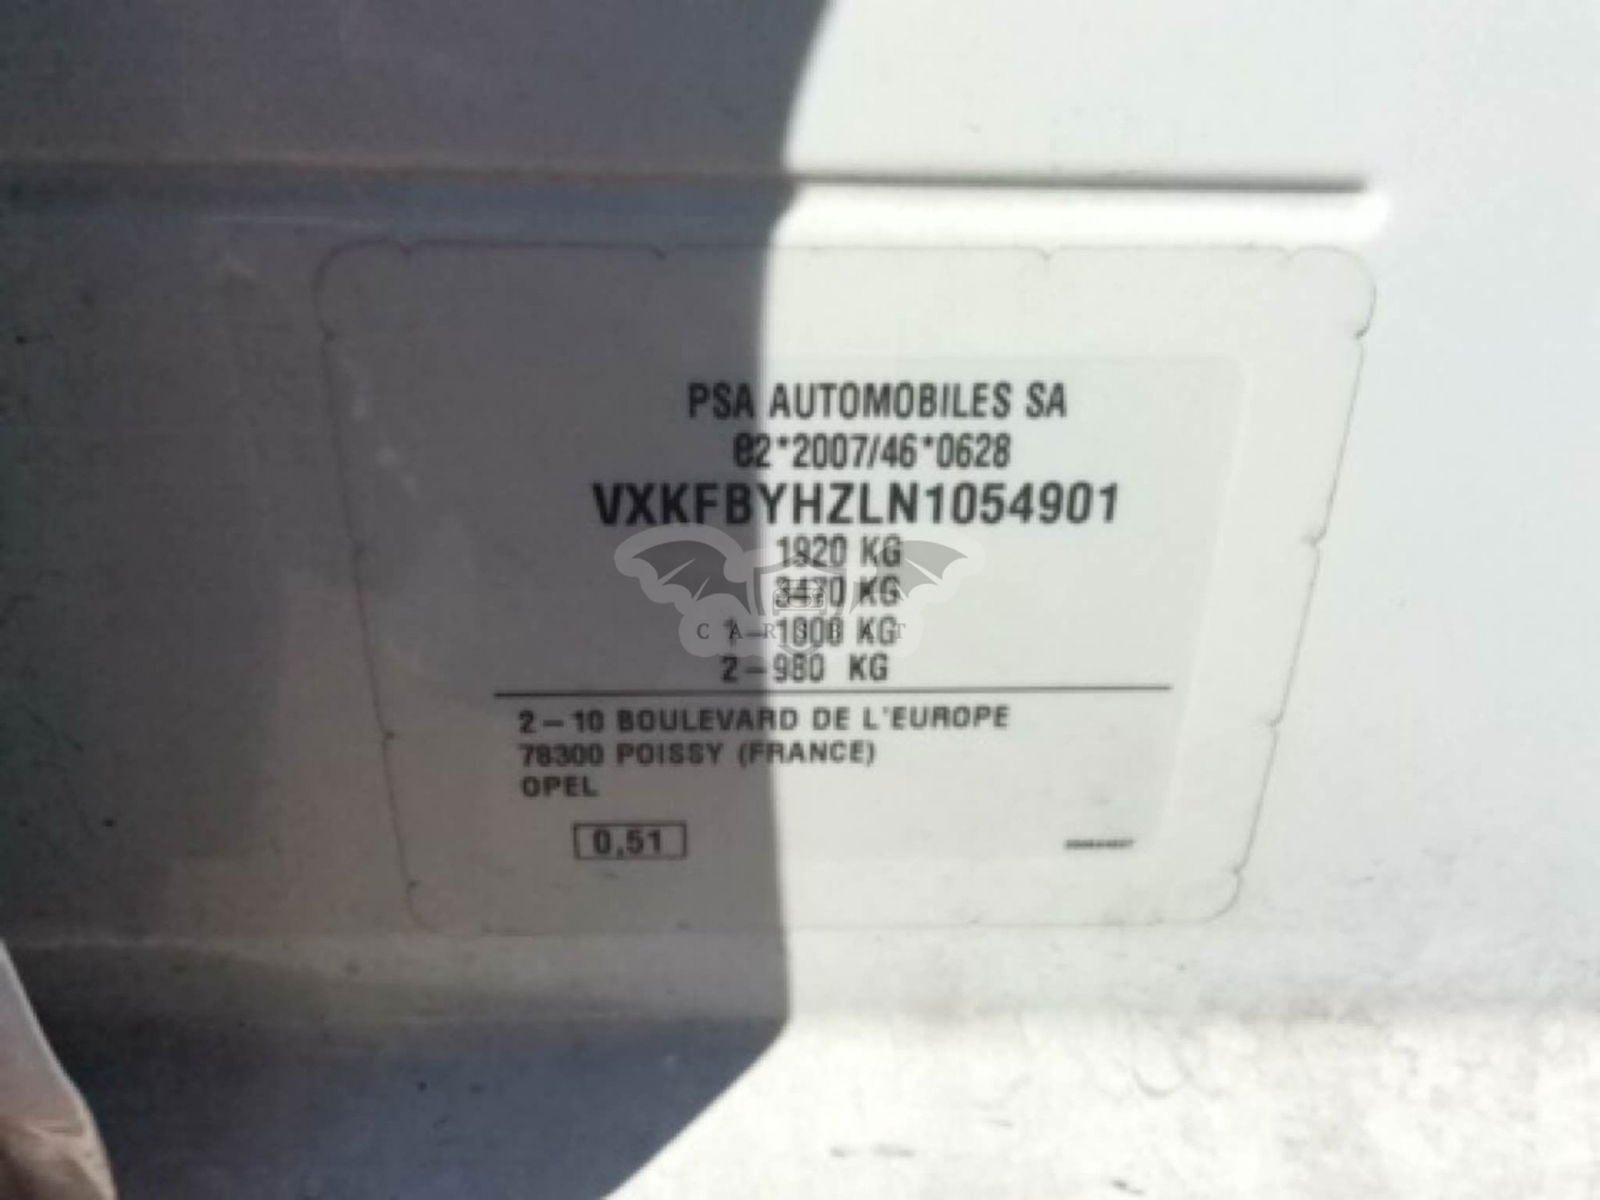 PSA AUTOMOBILES SA
e2*2007/46*0628
VXKFBYHZLN1054901
1920 KG
3470 KG
1-1000 KG
2-980 KG
CARSBAT
2-10 BOULEVARD DE L'EUROPE
78300 POISSY (FRANCE)
OPEL
0,51